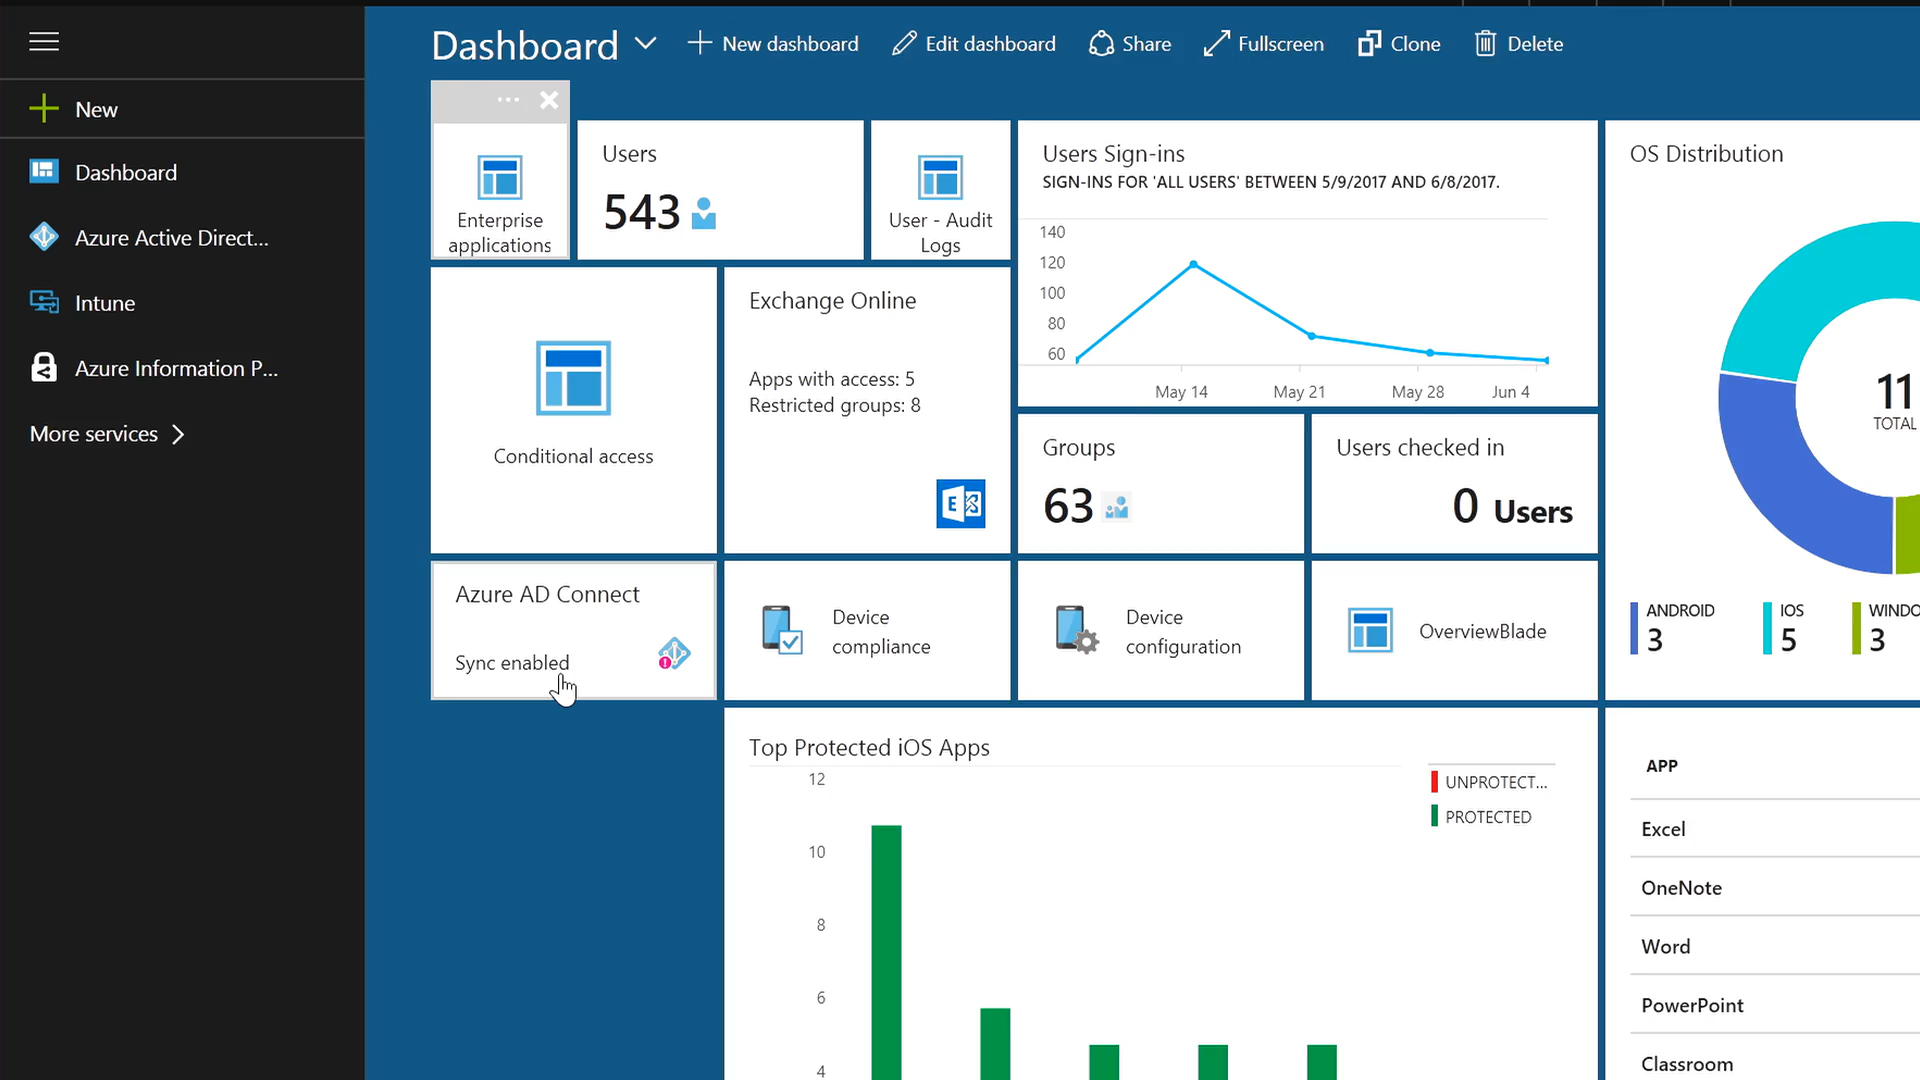 Dashboard
New dashboard
Edit dashboard
Share
Fullscreen
Clone
Delete
New
Dashboard
Azure Active Direct...
Intune
Azure Information P...
More services
Enterprise
applications
Users
543
User - Audit
Logs
Users Sign-ins
SIGN-INS FOR 'ALL USERS' BETWEEN 5/9/2017 AND 6/8/2017.
140
120
100
80
60
May 14
May 21
May 28
Jun 4
OS Distribution
11
TOTAL
ANDROID
3
IOS
5
WINDO
3
Conditional access
Exchange Online
Apps with access: 5
Restricted groups: 8
E
Groups
63
Users checked in
0 Users
Azure AD Connect
Sync enabled
Device
compliance
Device
configuration
OverviewBlade
Top Protected iOS Apps
12
10
8
6
4
UNPROTECT...
PROTECTED
APP
Excel
OneNote
Word
PowerPoint
Classroom